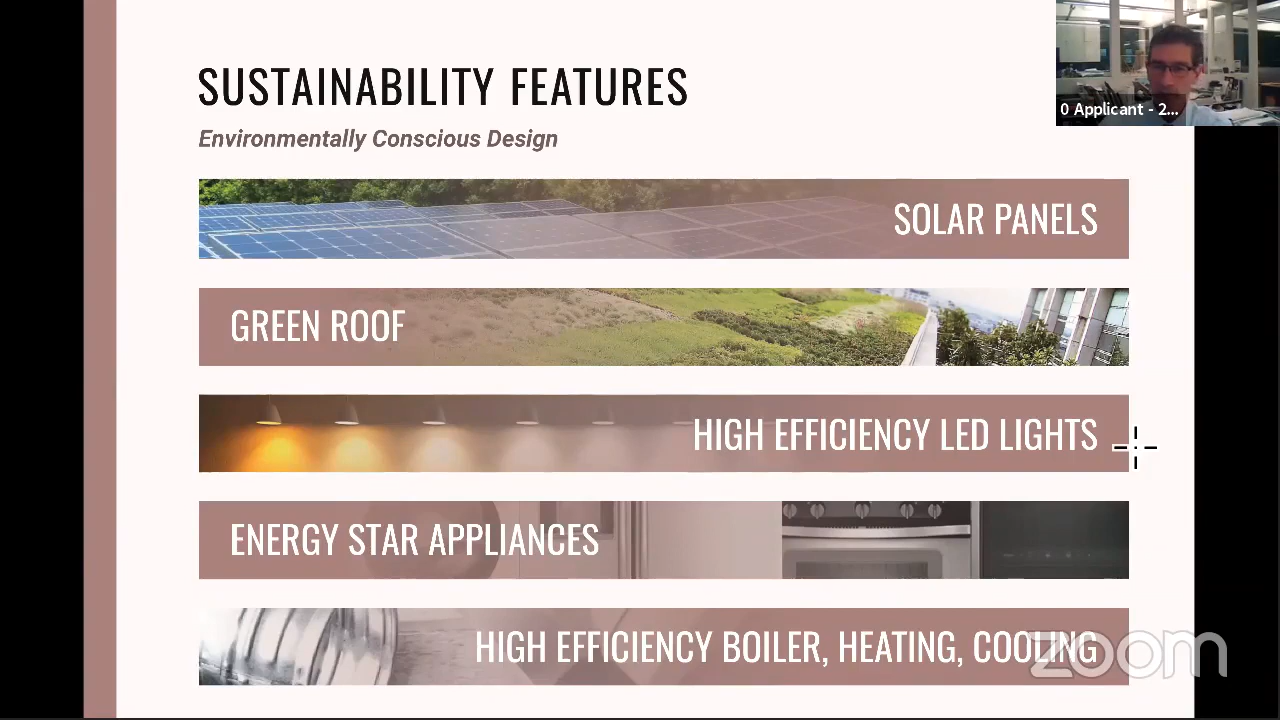 SUSTAINABILITY FEATURES
Environmentally Conscious Design
0 Applicant - 2...
SOLAR PANELS
GREEN ROOF
HIGH EFFICIENCY LED LIGHTS
ENERGY STAR APPLIANCES
HIGH EFFICIENCY BOILER, HEATING, COOLING
zoom